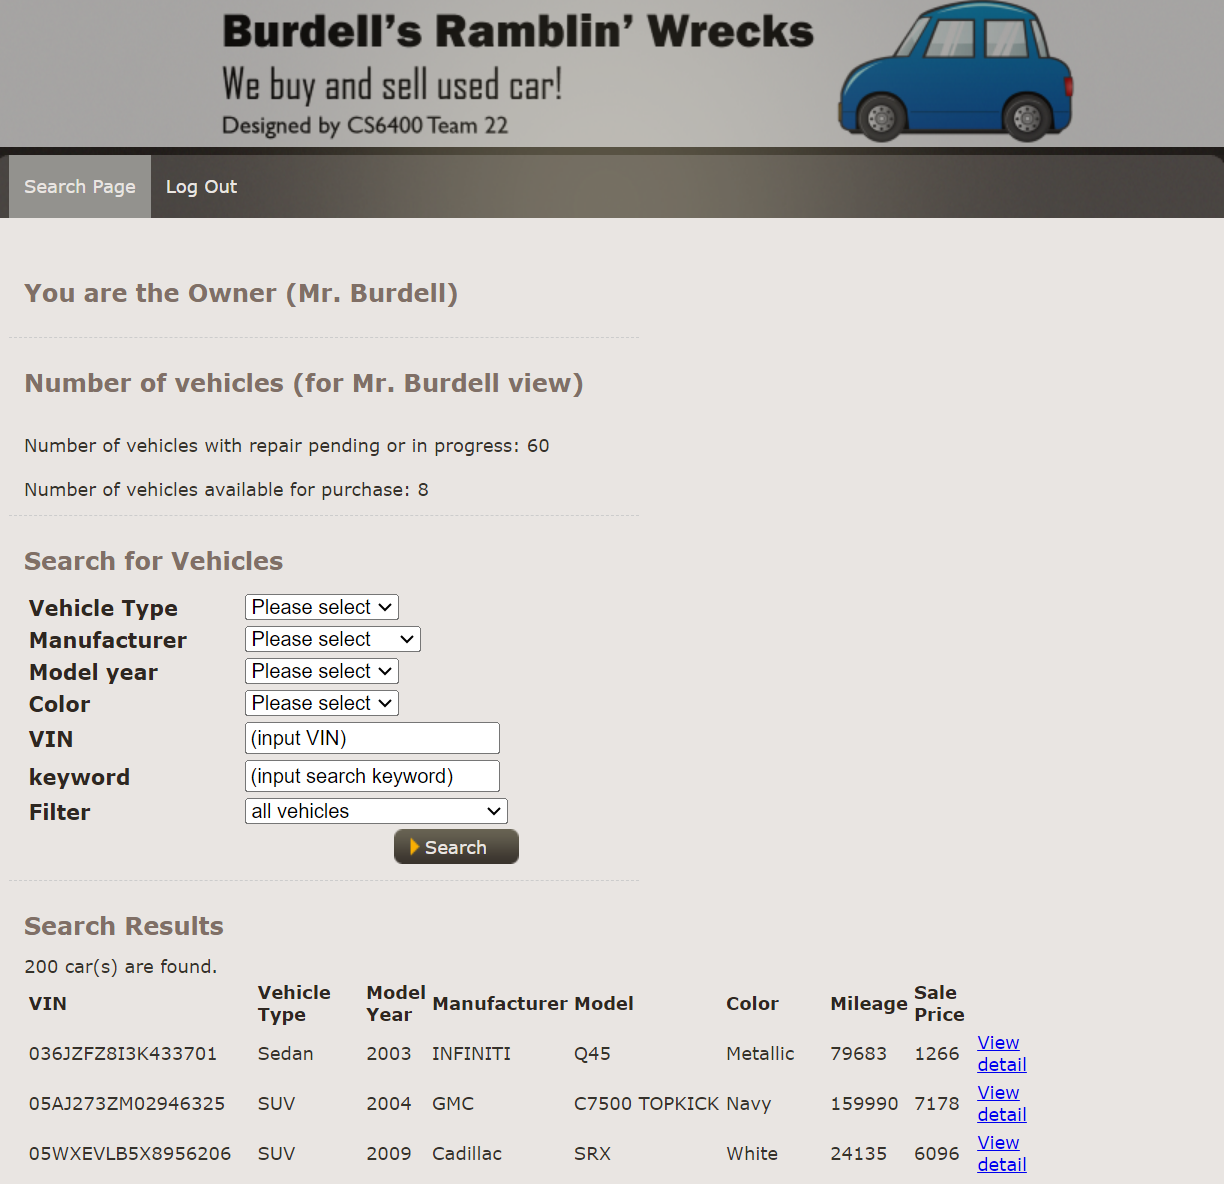 Burdell's Ramblin' Wrecks
We buy and sell used car!
Designed by CS6400 Team 22
Search Page Log Out
You are the Owner (Mr. Burdell)
Number of vehicles (for Mr. Burdell view)
Number of vehicles with repair pending or in progress: 60
Number of vehicles available for purchase: 8
Search for Vehicles
Vehicle Type Please select
Manufacturer Please select
Model year Please select
Color Please select
VIN (input VIN)
keyword (input search keyword)
Filter all vehicles
Search
Search Results
200 car(s) are found.
VIN Vehicle Type Model Year Manufacturer Model Color Mileage Sale Price
036JZFZ8I3K433701 Sedan 2003 INFINITI Q45 Metallic 79683 1266 View detail
05AJ273ZM02946325 SUV 2004 GMC C7500 TOPKICK Navy 159990 7178 View detail
05WXEVLB5X8956206 SUV 2009 Cadillac SRX White 24135 6096 View detail